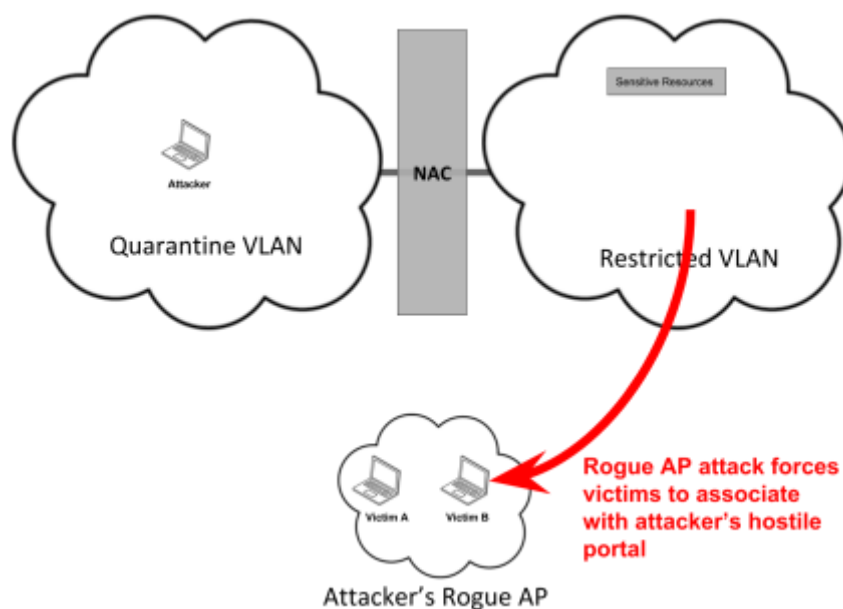 Sensitive Resources
NAC
Attacker
Quarantine VLAN
Restricted VLAN
Victim A
Victim B
Rogue AP attack forces
victims to associate
with attacker's hostile
portal
Attacker's Rogue AP